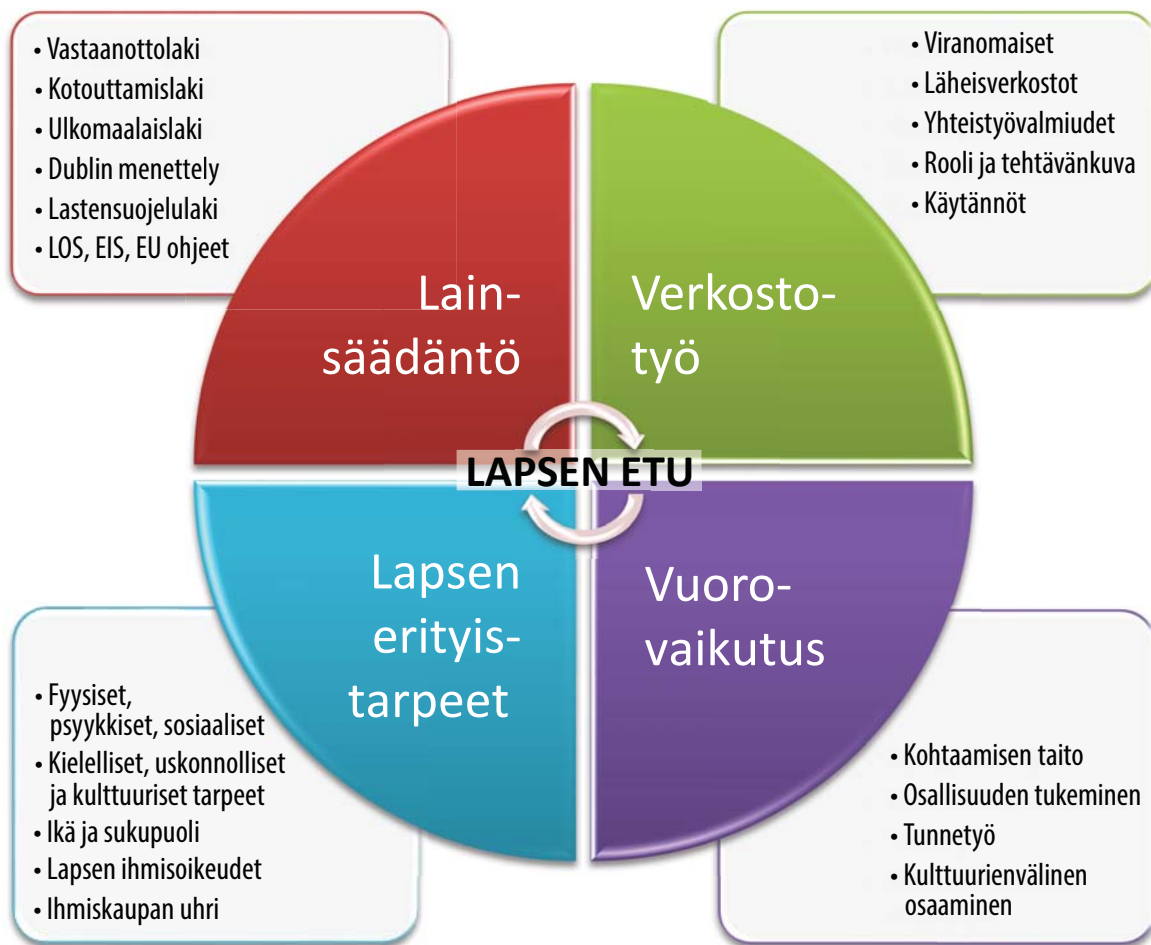 • Vastaanottolaki
• Kotouttamislaki
• Ulkomaalaislaki
• Dublin menettely
• Lastensuojelulaki
• LOS, EIS, EU ohjeet
• Viranomaiset
• Läheisverkostot
• Yhteistyövalmiudet
• Rooli ja tehtävänkuva
• Käytännöt
Lain-
säädäntö
Verkosto-
työ
LAPSEN ETU
Lapsen
erityis-
tarpeet
Vuoro-
vaikutus
• Fyysiset,
psyykkiset, sosiaaliset
• Kielelliset, uskonnolliset
ja kulttuuriset tarpeet
• Ikä ja sukupuoli
• Lapsen ihmisoikeudet
• Ihmiskaupan uhri
• Kohtaamisen taito
• Osallisuuden tukeminen
• Tunnetyö
• Kulttuurienvälinen
osaaminen